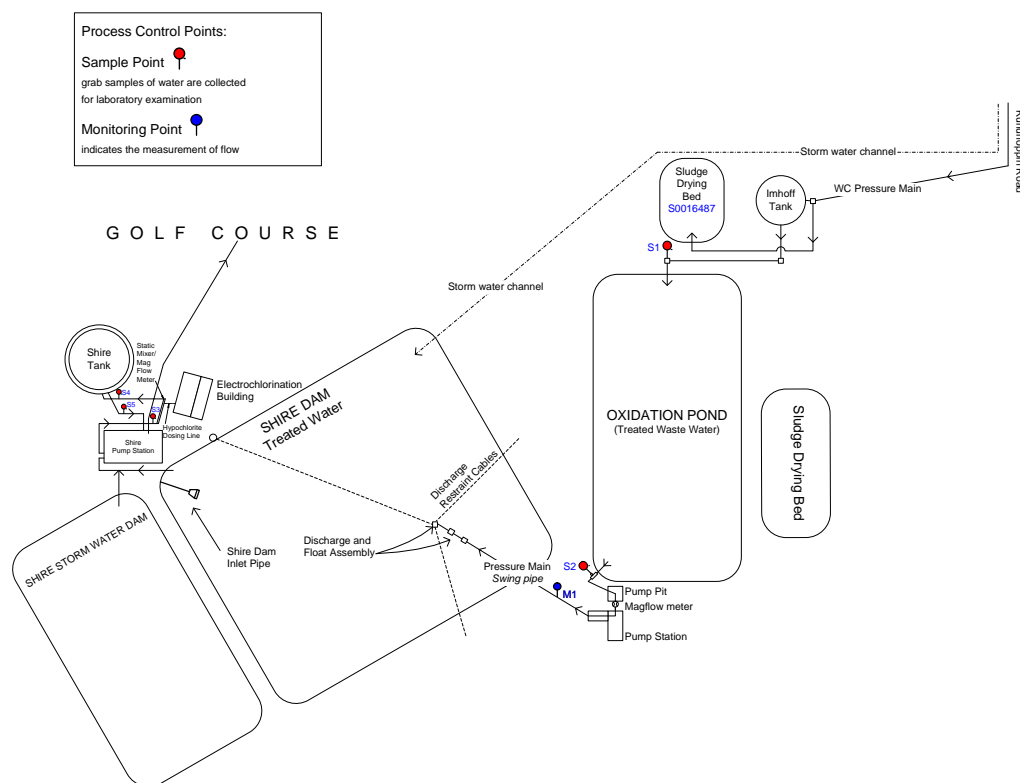 Process Control Points:
Sample Point
grab samples of water are collected
for laboratory examination
Monitoring Point
indicates the measurement of flow
Storm water channel
Sludge
Drying
Bed
S0016487
Imhoff
Tank
WC Pressure Main
Road
S1
GOLF COURSE
Storm water channel
Shire
Tank
Static
Mixer/
Mag
Flow
Meter
Electrochlorination
Building
S4
S5
S3
Hypochlorite
Dosing Line
Shire
Pump Station
SHIRE DAM
Treated Water
OXIDATION POND
(Treated Waste Water)
Sludge Drying Bed
Discharge
Restraint Cables
SHIRE STORM WATER DAM
Shire Dam
Inlet Pipe
Discharge and
Float Assembly
Pressure Main
Swing pipe
S2
M1
Pump Pit
Magflow meter
Pump Station